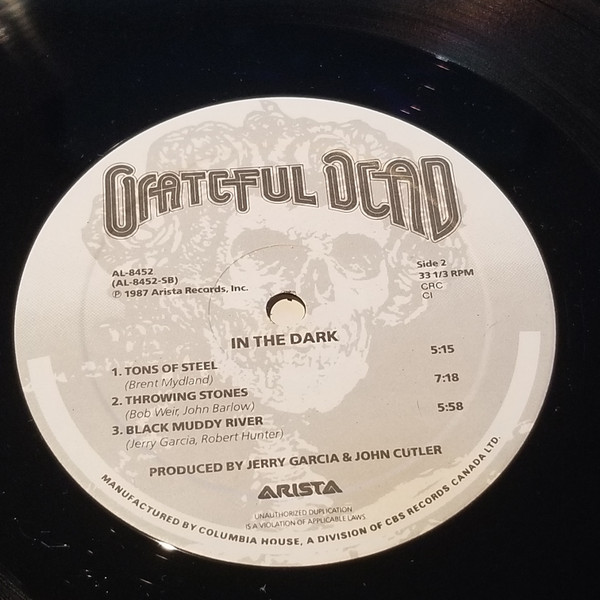 GRATEFUL DEAD
AL-8452
(AL-8452-SB)
℗ 1987 Arista Records, Inc.
Side 2
33 1/3 RPM
CRC
CI
IN THE DARK
1. TONS OF STEEL 5:15
(Brent Mydland)
2. THROWING STONES 7:18
(Bob Weir, John Barlow)
3. BLACK MUDDY RIVER 5:58
(Jerry Garcia, Robert Hunter)
PRODUCED BY JERRY GARCIA & JOHN CUTLER
ARISTA
UNAUTHORIZED DUPLICATION
IS A VIOLATION OF APPLICABLE LAWS
MANUFACTURED BY COLUMBIA HOUSE, A DIVISION OF CBS RECORDS CANADA LTD.